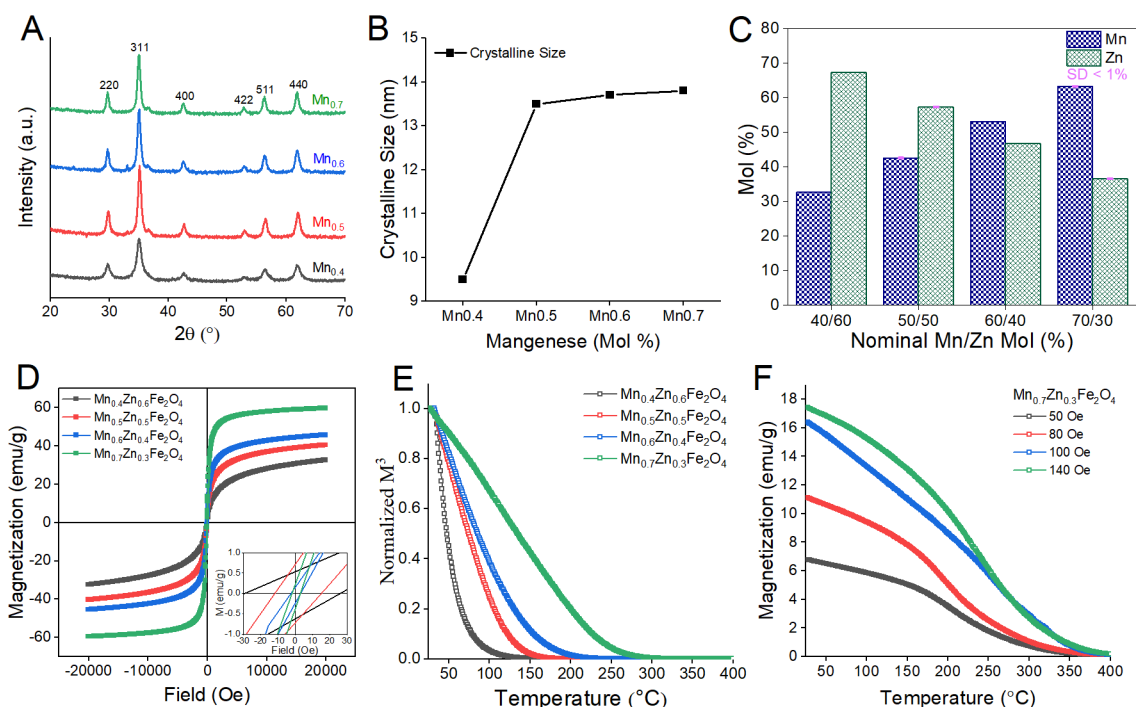 A
311
220
400
422
511
440
Mn0.7
Mn0.6
Mn0.5
Mn0.4
Intensity (a.u.)
20 30 40 50 60 70
2θ (°)
B
Crystalline Size
15
14
13
12
11
10
9
Crystalline Size (nm)
Mn0.4 Mn0.5 Mn0.6 Mn0.7
Mangenese (Mol %)
C
Mn
Zn
SD < 1%
80
70
60
50
40
30
20
10
0
Mol (%)
40/60 50/50 60/40 70/30
Nominal Mn/Zn Mol (%)
D
Mn0.4Zn0.6Fe2O4
Mn0.5Zn0.5Fe2O4
Mn0.6Zn0.4Fe2O4
Mn0.7Zn0.3Fe2O4
60
40
20
0
-20
-40
-60
Magnetization (emu/g)
1.0
0.5
0.0
-0.5
-1.0
M (emu/g)
-30 -15 0 15 30
Field (Oe)
-20000 -10000 0 10000 20000
Field (Oe)
E
Mn0.4Zn0.6Fe2O4
Mn0.5Zn0.5Fe2O4
Mn0.6Zn0.4Fe2O4
Mn0.7Zn0.3Fe2O4
1.0
0.8
0.6
0.4
0.2
0.0
Normalized M³
50 100 150 200 250 300 350 400
Temperature (°C)
F
Mn0.7Zn0.3Fe2O4
50 Oe
80 Oe
100 Oe
140 Oe
18
16
14
12
10
8
6
4
2
0
Magnetization (emu/g)
50 100 150 200 250 300 350 400
Temperature (°C)